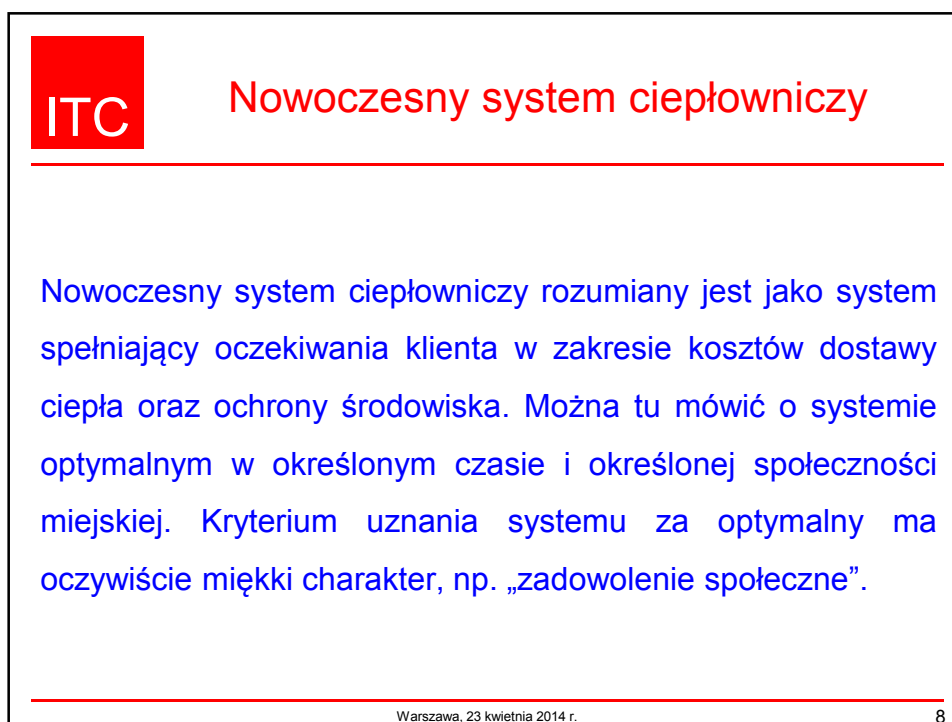 ITC
Nowoczesny system ciepłowniczy
Nowoczesny system ciepłowniczy rozumiany jest jako system
spełniający oczekiwania klienta w zakresie kosztów dostawy
ciepła oraz ochrony środowiska. Można tu mówić o systemie
optymalnym w określonym czasie i określonej społeczności
miejskiej. Kryterium uznania systemu za optymalny ma
oczywiście miękki charakter, np. „zadowolenie społeczne”.
Warszawa, 23 kwietnia 2014 r.
8